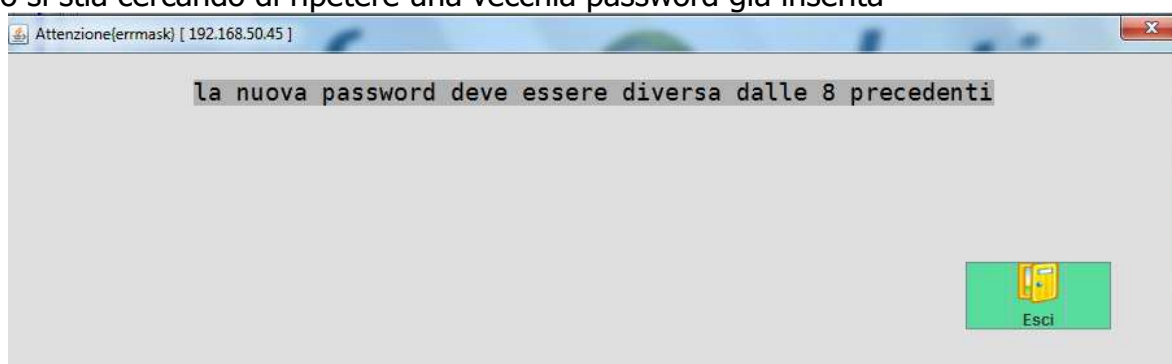 o si stia cercando di ripetere una vecchia password già inserita
Attenzione{errmask} [ 192.168.50.45 ]
la nuova password deve essere diversa dalle 8 precedenti
Esci